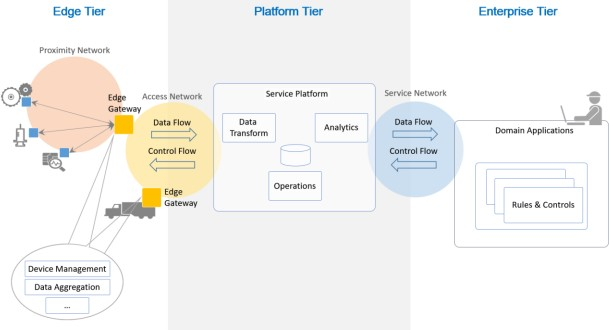 Edge Tier
Platform Tier
Enterprise Tier
Proximity Network
Edge
Gateway
Access Network
Data Flow
Control Flow
Edge
Gateway
Device Management
Data Aggregation
...
Service Platform
Data
Transform
Analytics
Operations
Service Network
Data Flow
Control Flow
Domain Applications
Rules & Controls